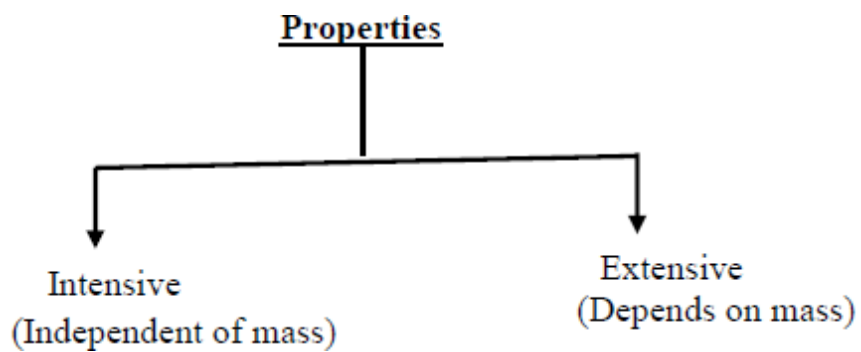 Properties
Intensive
(Independent of mass)
Extensive
(Depends on mass)